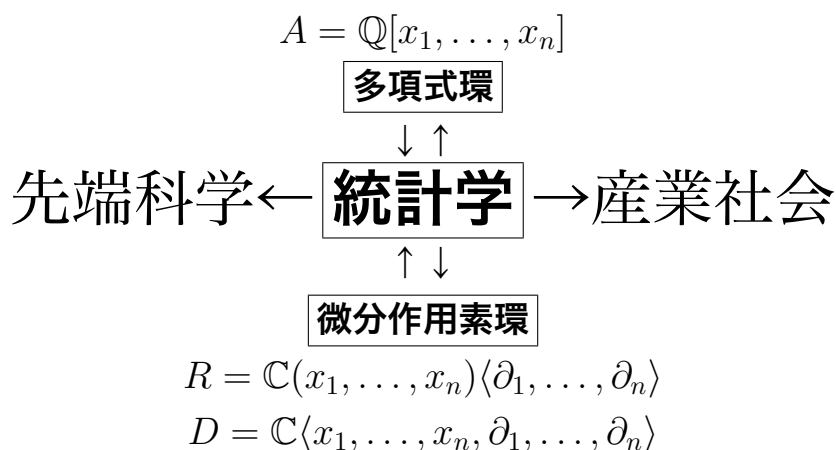 A = ℚ[x₁, . . . , xₙ]
多項式環
↓ ↑
先端科学← 統計学 →産業社会
↑ ↓
微分作用素環
R = ℂ(x₁, . . . , xₙ)⟨∂₁, . . . , ∂ₙ⟩
D = ℂ⟨x₁, . . . , xₙ, ∂₁, . . . , ∂ₙ⟩